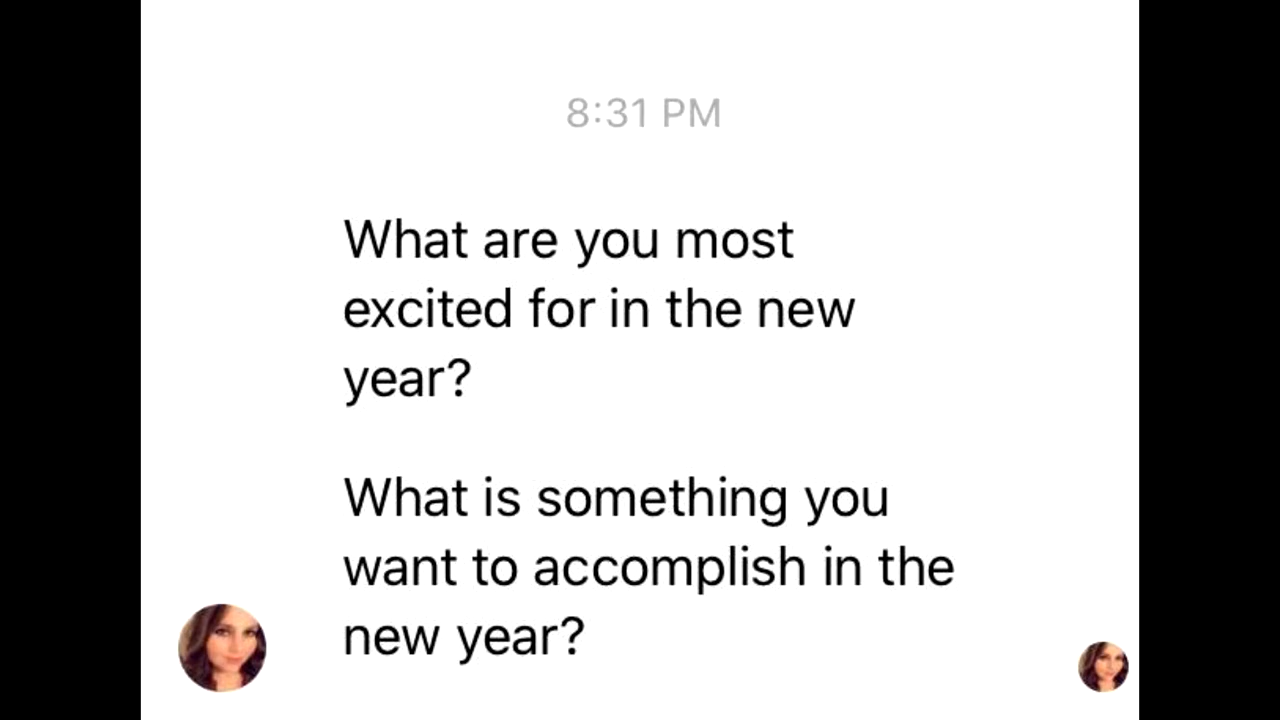 8:31 PM
What are you most
excited for in the new
year?
What is something you
want to accomplish in the
new year?